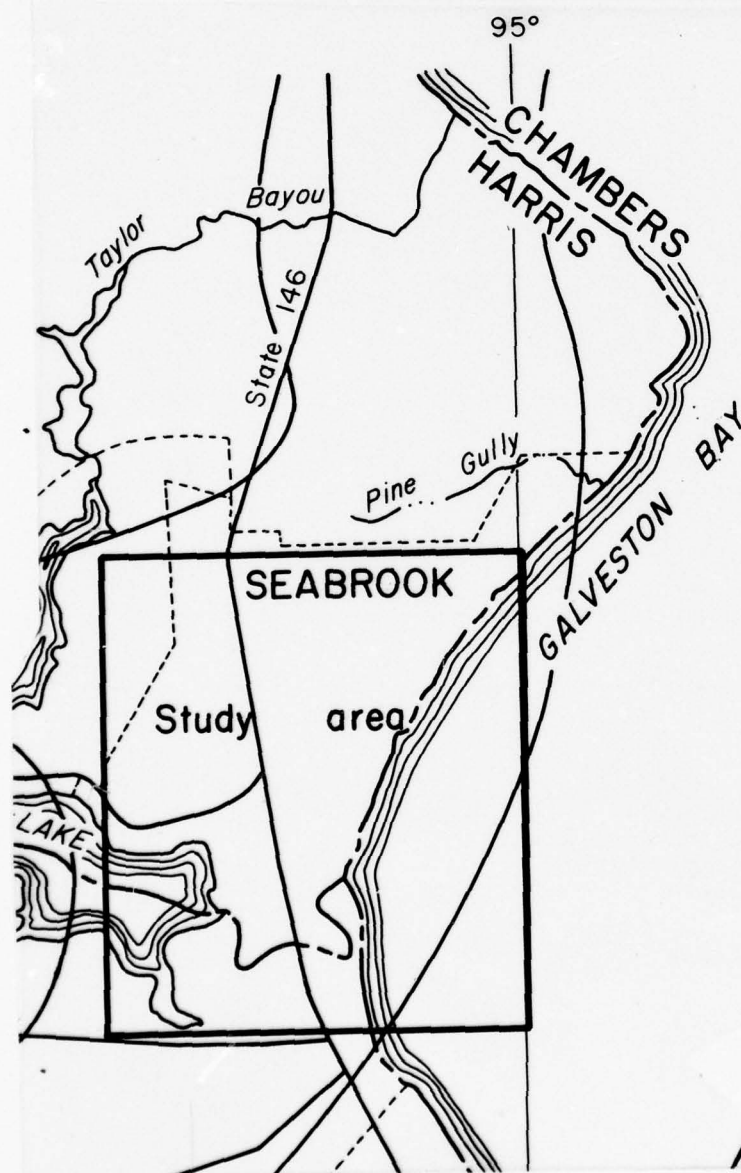 95°
CHAMBERS
HARRIS
Bayou
Taylor
State 146
BAY
Pine Gully
GALVESTON
SEABROOK
Study area
LAKE